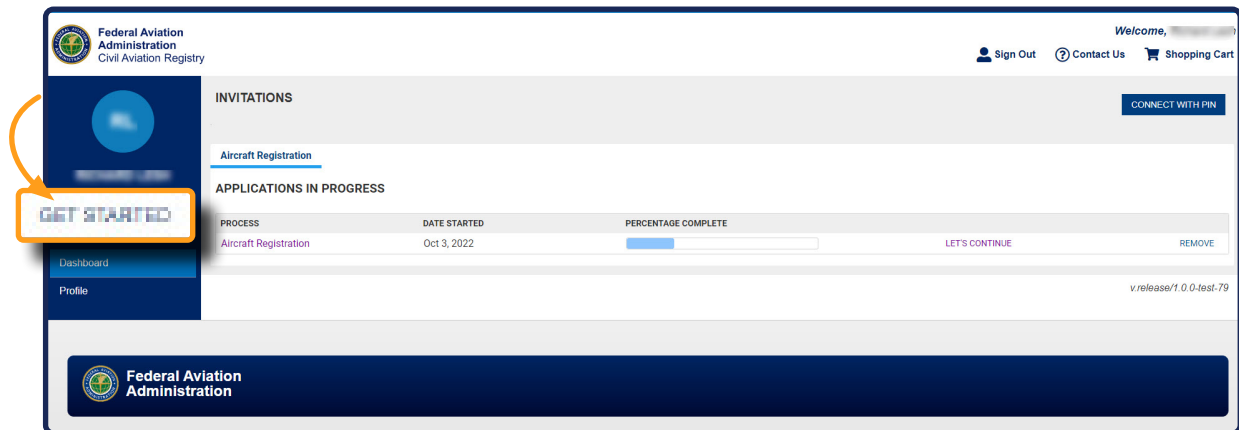 Federal Aviation
Administration
Civil Aviation Registry
Welcome,
Sign Out
Contact Us
Shopping Cart
INVITATIONS
CONNECT WITH PIN
Aircraft Registration
APPLICATIONS IN PROGRESS
GET STARTED
PROCESS DATE STARTED PERCENTAGE COMPLETE
Aircraft Registration Oct 3, 2022 LET'S CONTINUE REMOVE
Dashboard
Profile
v.release/1.0.0-test-79
Federal Aviation
Administration